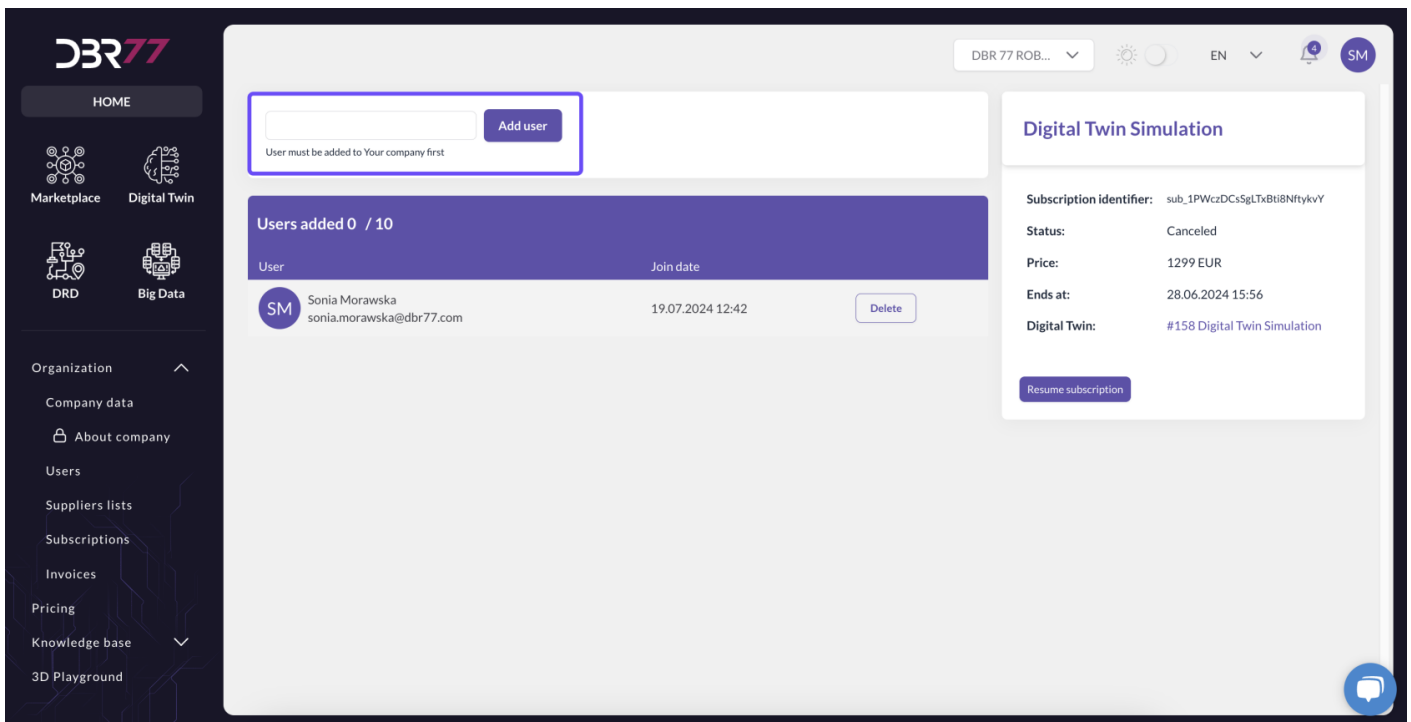 DBR77
HOME
Marketplace
Digital Twin
DRD
Big Data
Organization
Company data
About company
Users
Suppliers lists
Subscriptions
Invoices
Pricing
Knowledge base
3D Playground
DBR 77 ROB...
EN
4
SM
Add user
User must be added to Your company first
Users added 0 / 10
User Join date
SM
Sonia Morawska
sonia.morawska@dbr77.com
19.07.2024 12:42
Delete
Digital Twin Simulation
Subscription identifier: sub_1PWczDCsSgLTxBti8NftykvY
Status: Canceled
Price: 1299 EUR
Ends at: 28.06.2024 15:56
Digital Twin: #158 Digital Twin Simulation
Resume subscription